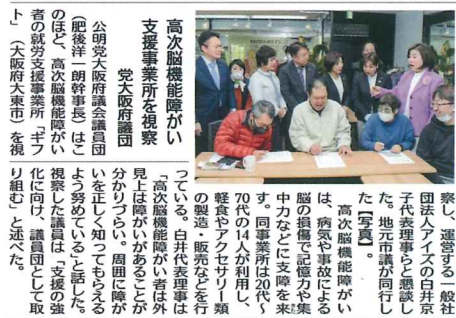 高次脳機能障がい
支援事業所を視察
党大阪府議団
公明党大阪府議会議員団
(肥後洋一朗幹事長)はこ
のほど、高次脳機能障がい
者の就労支援事業所「ギフ
ト」(大阪府大東市)を視
察し、運営する一般社
団法人アイズの白井京
子代表理事らと懇談し
た。地元市議が同行し
た【写真】。
高次脳機能障がい
は、病気や事故による
脳の損傷で記憶力や集
中力などに支障を来
す。同事業所は20代〜
70代の14人が利用し、
軽食やアクセサリー類
の製造・販売などを行
っている。白井代表理事は
「高次脳機能障がい者は外
見上は障がいがあることが
分かりづらい。周囲に障が
いを正しく知ってもらえる
よう努めている」と話した。
視察した議員は「支援の強
化に向け、議員団として取
り組む」と述べた。